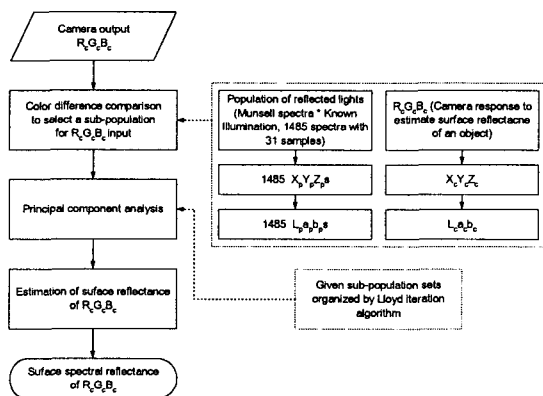 Camera output
RcGcBc
Color difference comparison
to select a sub-population
for RcGcBc input
Principal component analysis
Estimation of suface reflectance
of RcGcBc
Suface spectral reflectance
of RcGcBc
Population of reflected lights
(Munsell spectra * Known
Illumination, 1485 spectra with
31 samples)
1485 XpYpZps
1485 Lpapbps
RcGcBc (Camera response to
estimate surface reflectacne
of an object)
XcYcZc
Lcacbc
Given sub-population sets
organized by Lloyd iteration
algorithm